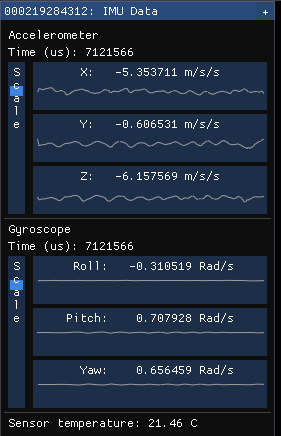 000219284312: IMU Data +
Accelerometer
Time (us): 7121566
Scale
X: -5.353711 m/s/s
Y: -0.606531 m/s/s
Z: -6.157569 m/s/s
Gyroscope
Time (us): 7121566
Scale
Roll: -0.310519 Rad/s
Pitch: 0.707928 Rad/s
Yaw: 0.656459 Rad/s
Sensor temperature: 21.46 C